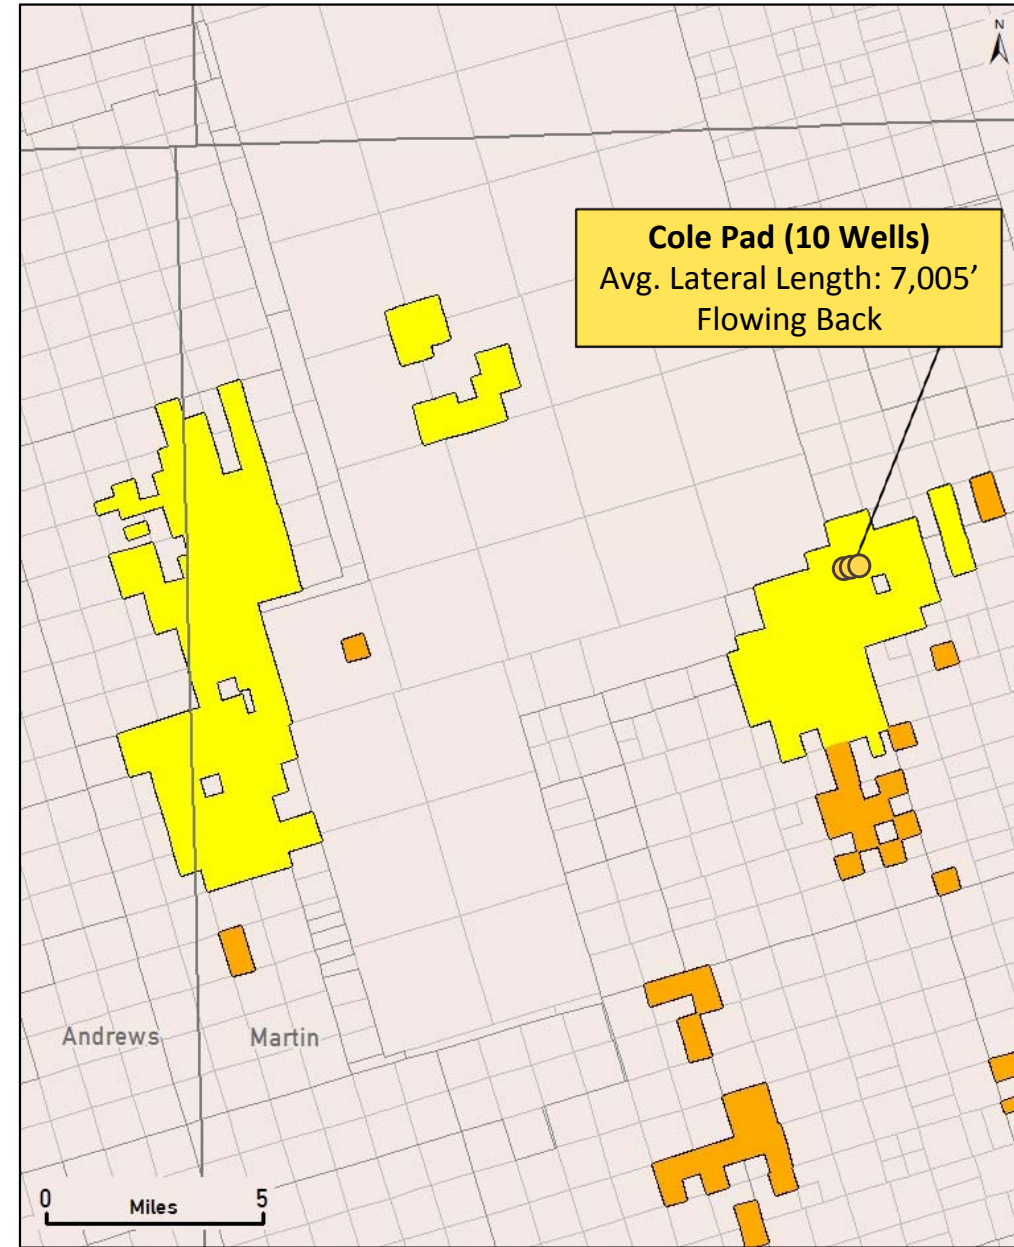 N
Cole Pad (10 Wells)
Avg. Lateral Length: 7,005’
Flowing Back
Andrews
Martin
0
Miles
5